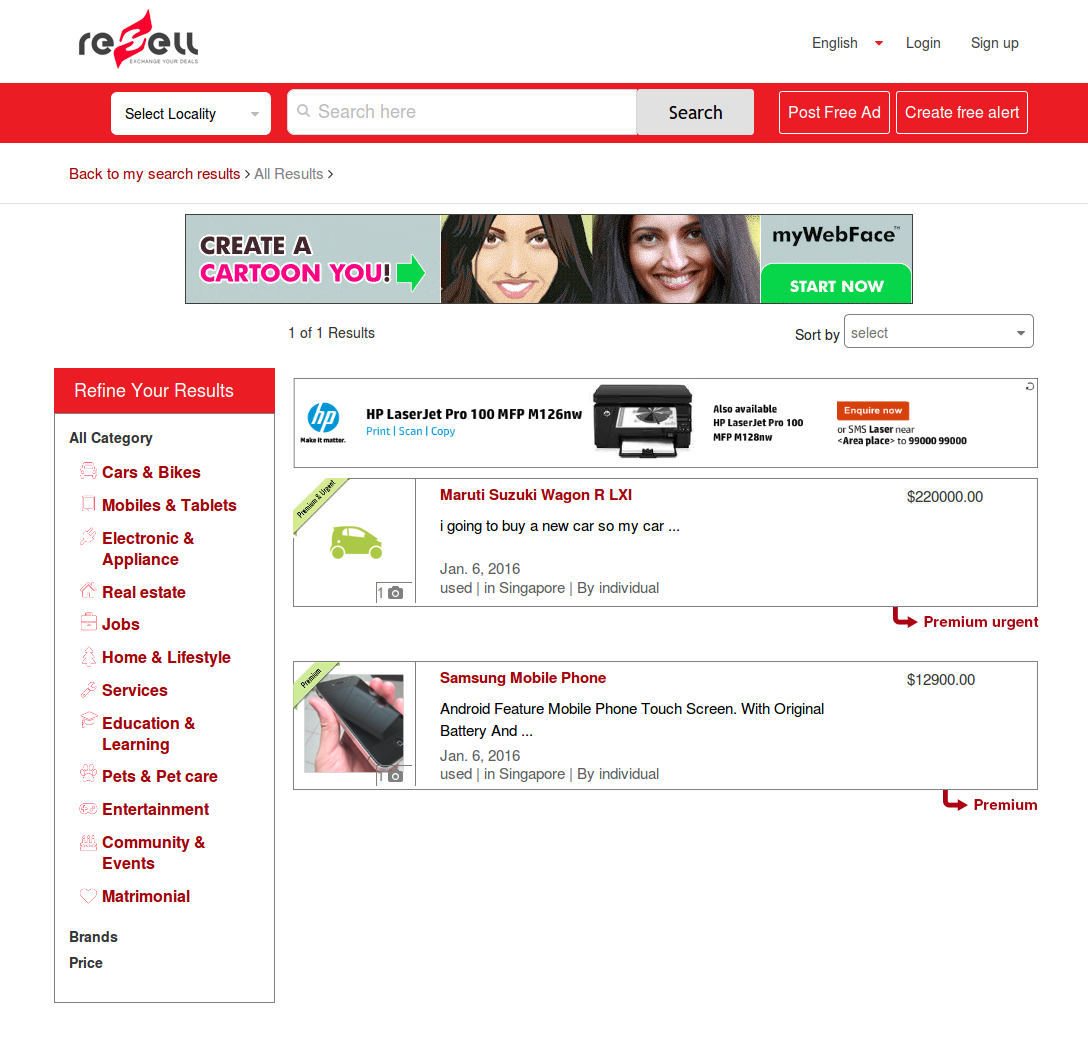 reSell
EXCHANGE YOUR DEALS
English Login Sign up
Select Locality Search here Search Post Free Ad Create free alert
Back to my search results > All Results >
CREATE A
CARTOON YOU!
myWebFace™
START NOW
1 of 1 Results
Sort by select
Refine Your Results
All Category
Cars & Bikes
Mobiles & Tablets
Electronic &
Appliance
Real estate
Jobs
Home & Lifestyle
Services
Education &
Learning
Pets & Pet care
Entertainment
Community &
Events
Matrimonial
Brands
Price
hp
Make it matter.
HP LaserJet Pro 100 MFP M126nw
Print | Scan | Copy
Also available
HP LaserJet Pro 100
MFP M128nw
Enquire now
or SMS Laser near
<Area place> to 99000 99000
Premium & Urgent
1
Maruti Suzuki Wagon R LXI
$220000.00
i going to buy a new car so my car ...
Jan. 6, 2016
used | in Singapore | By individual
Premium urgent
Premium
1
Samsung Mobile Phone
$12900.00
Android Feature Mobile Phone Touch Screen. With Original
Battery And ...
Jan. 6, 2016
used | in Singapore | By individual
Premium